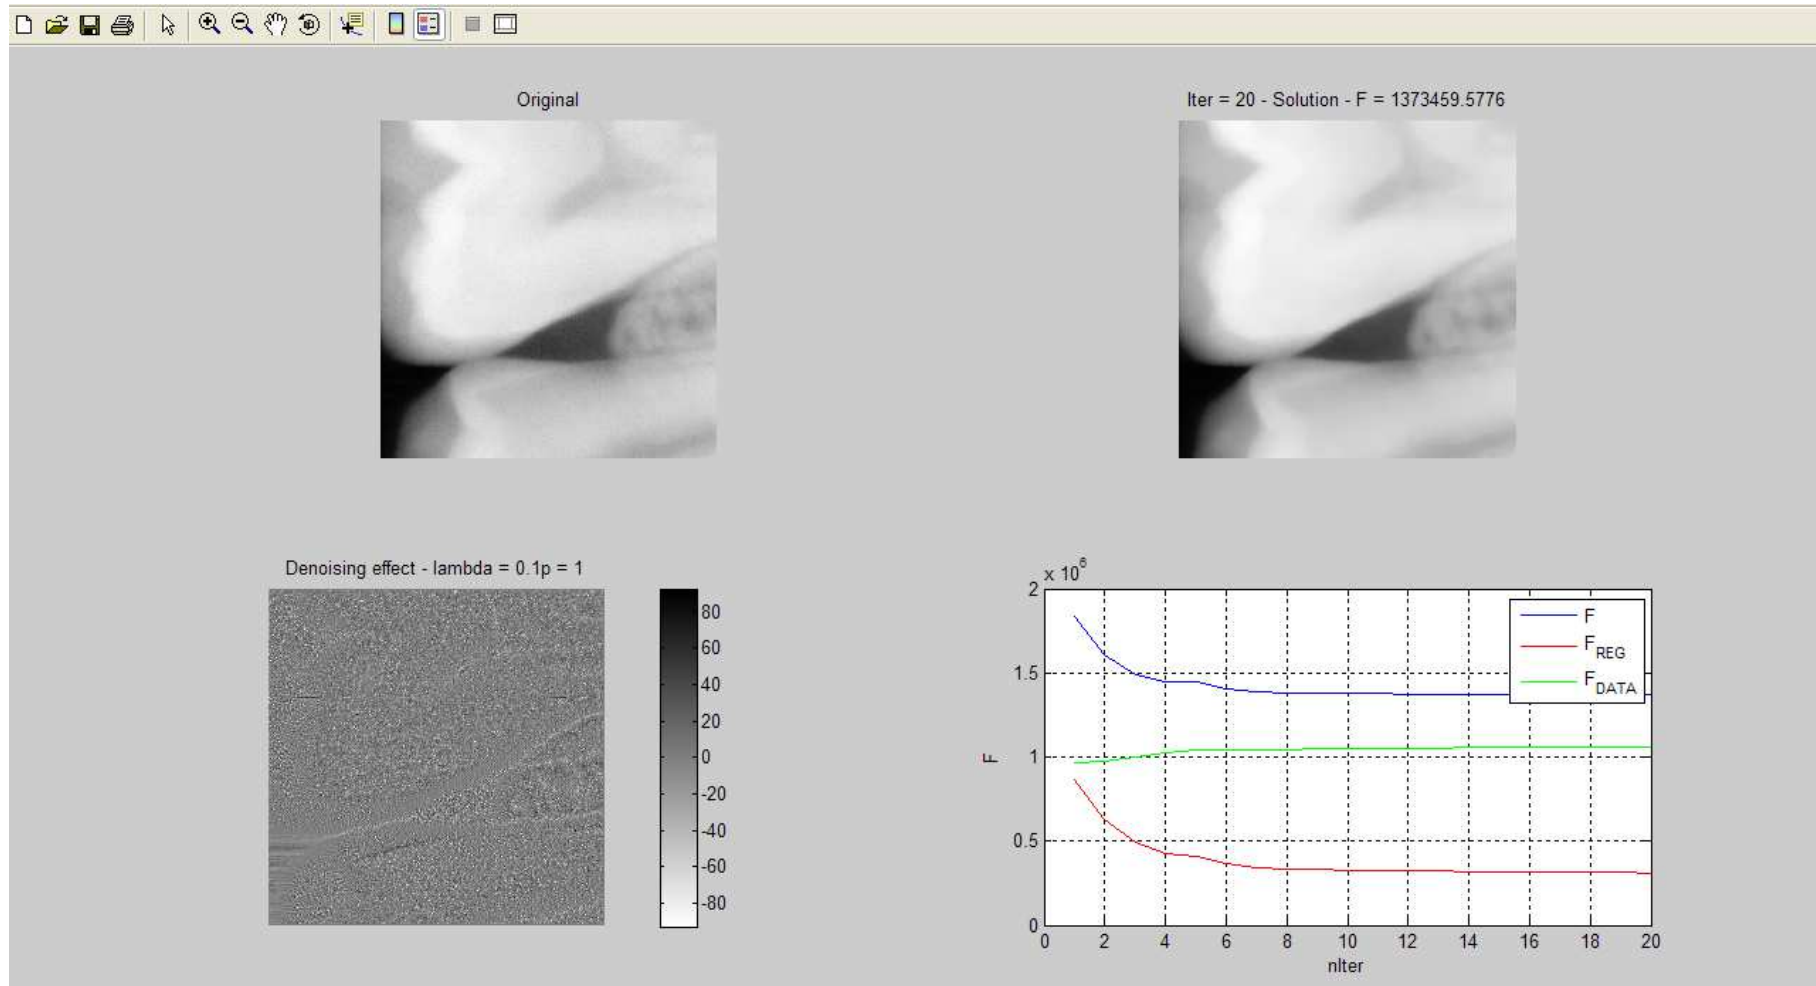 Original
Iter = 20 - Solution - F = 1373459.5776
Denoising effect - lambda = 0.1p = 1
80
60
40
20
0
-20
-40
-60
-80
x 10^6
2
1.5
1
0.5
0
F
0 2 4 6 8 10 12 14 16 18 20
nIter
F
F_REG
F_DATA